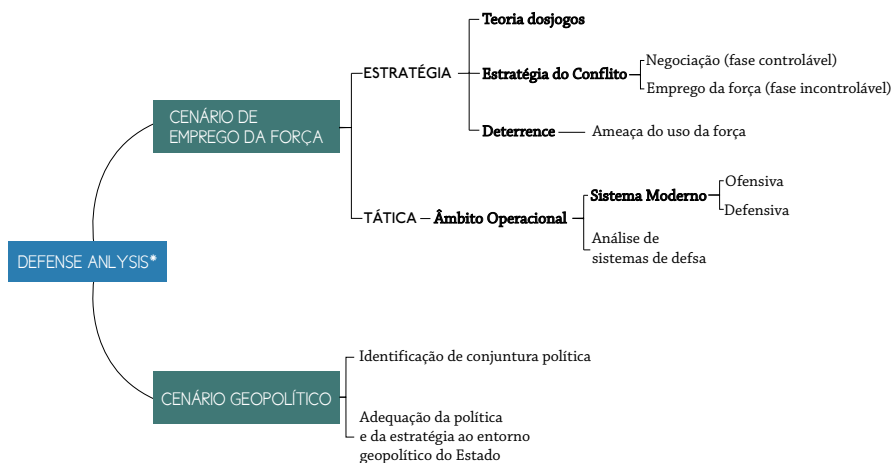 DEFENSE ANLYSIS*
CENÁRIO DE
EMPREGO DA FORÇA
ESTRATÉGIA
Teoria dosjogos
Estratégia do Conflito
Negociação (fase controlável)
Emprego da força (fase incontrolável)
Deterrence
Ameaça do uso da força
TÁTICA
Âmbito Operacional
Sistema Moderno
Ofensiva
Defensiva
Análise de
sistemas de defsa
CENÁRIO GEOPOLÍTICO
Identificação de conjuntura política
Adequação da política
e da estratégia ao entorno
geopolítico do Estado